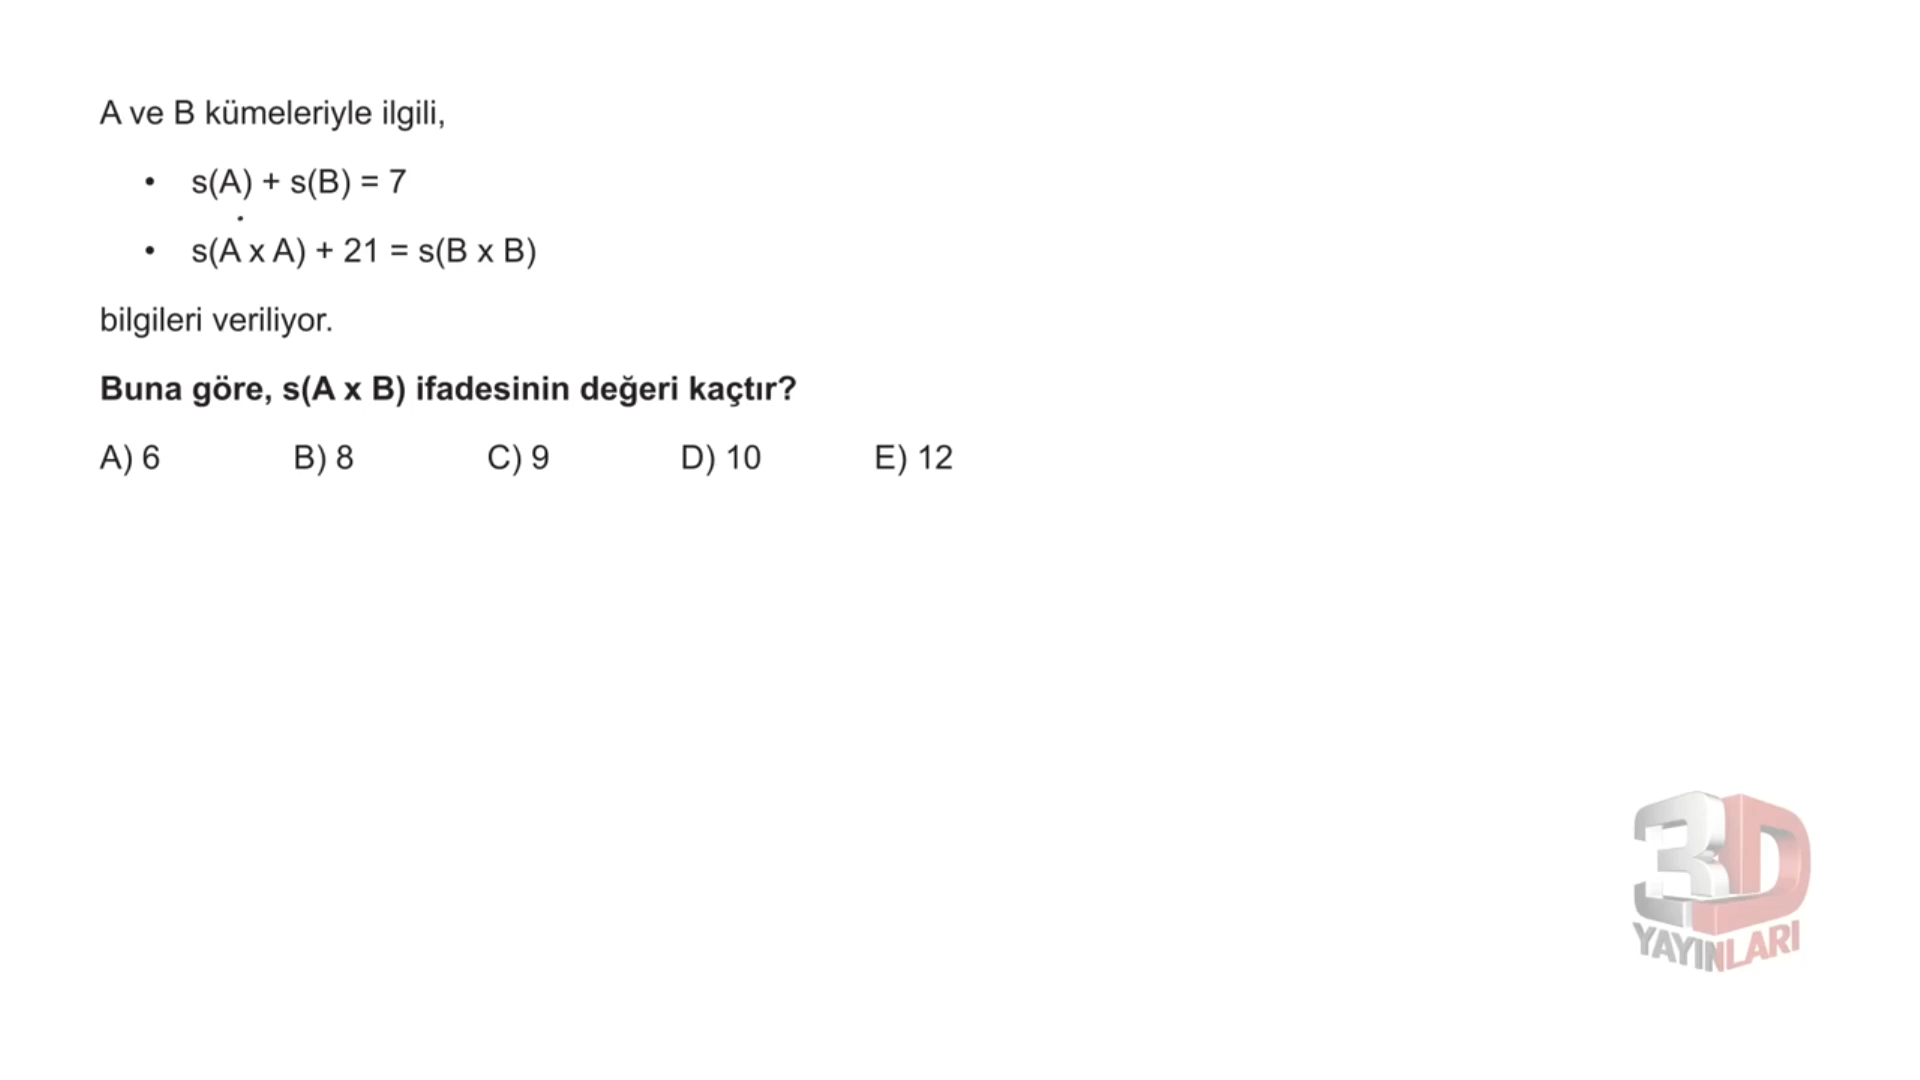 A ve B kümeleriyle ilgili,
• s(A) + s(B) = 7
• s(A x A) + 21 = s(B x B)
bilgileri veriliyor.
Buna göre, s(A x B) ifadesinin değeri kaçtır?
A) 6 B) 8 C) 9 D) 10 E) 12
3D
YAYINLARI